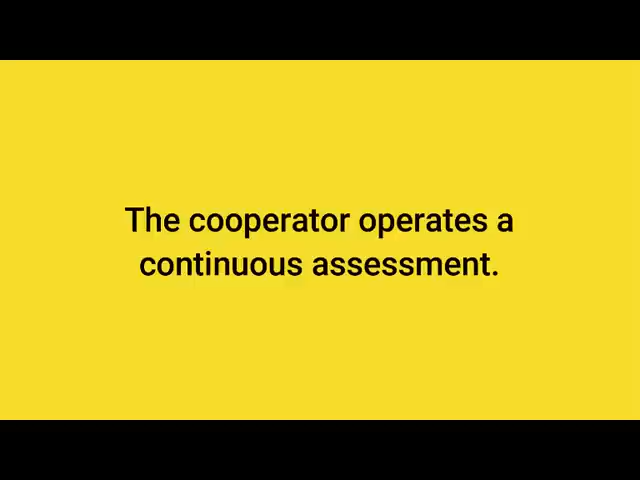 The cooperator operates a
continuous assessment.